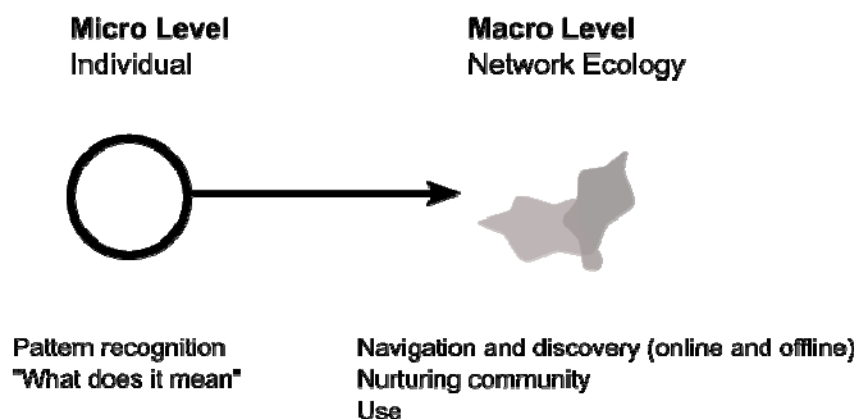 Micro Level
Individual
Macro Level
Network Ecology
Pattern recognition
"What does it mean"
Navigation and discovery (online and offline)
Nurturing community
Use